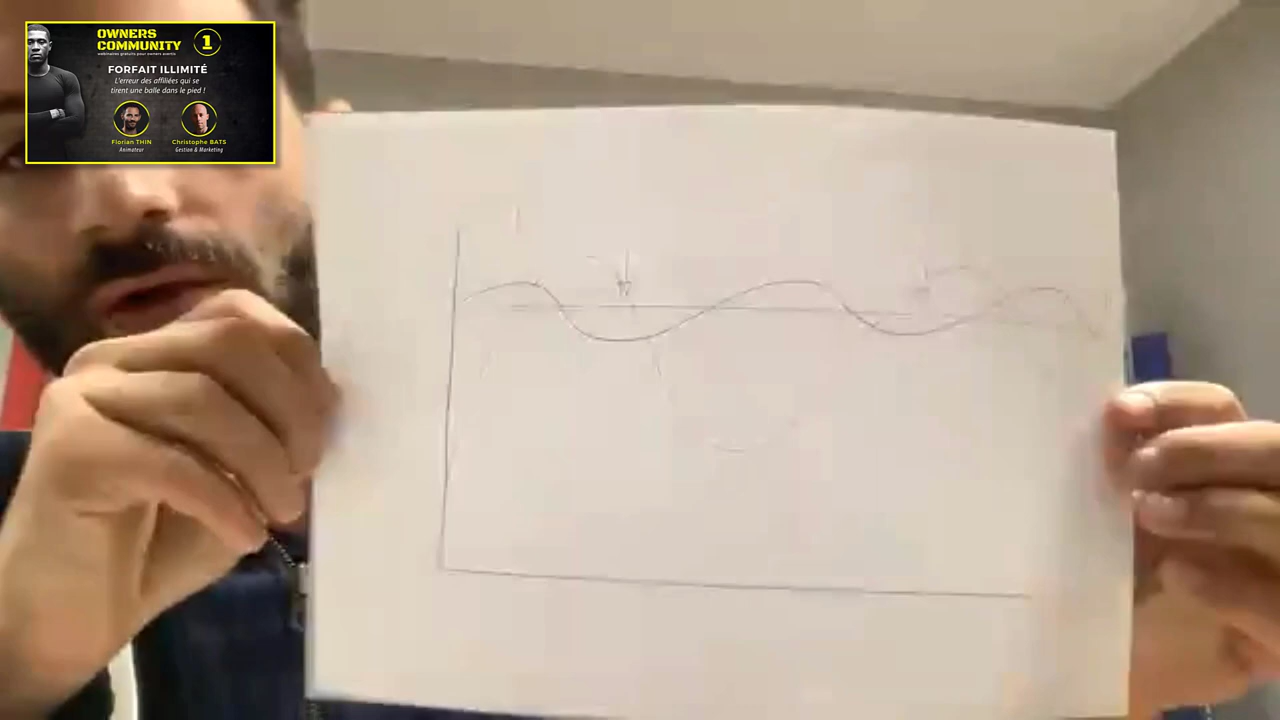 OWNERS
COMMUNITY
1
webinaires gratuits pour owners avertis
FORFAIT ILLIMITÉ
L'erreur des affiliées qui se
tirent une balle dans le pied !
Florian THIN
Animateur
Christophe BATS
Gestion & Marketing